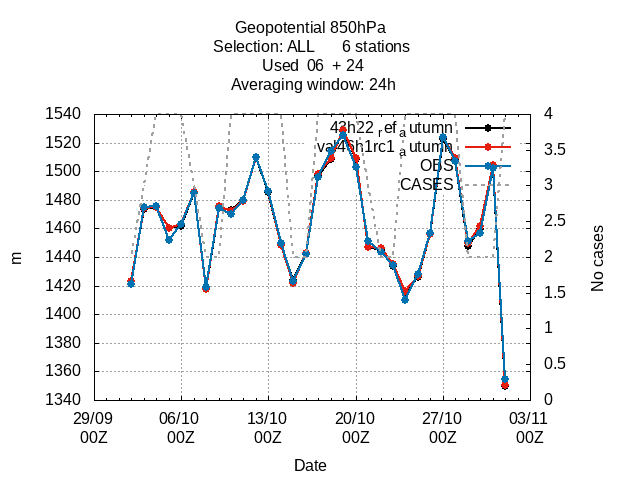 Geopotential 850hPa
Selection: ALL 6 stations
Used 06 + 24
Averaging window: 24h
1540
1520
1500
1480
1460
1440
1420
1400
1380
1360
1340
4
3.5
3
2.5
2
1.5
1
0.5
0
m
No cases
43h22ref autumn
OBS
CASES
29/09 06/10 13/10 20/10 27/10 03/11
00Z 00Z 00Z 00Z 00Z 00Z
Date